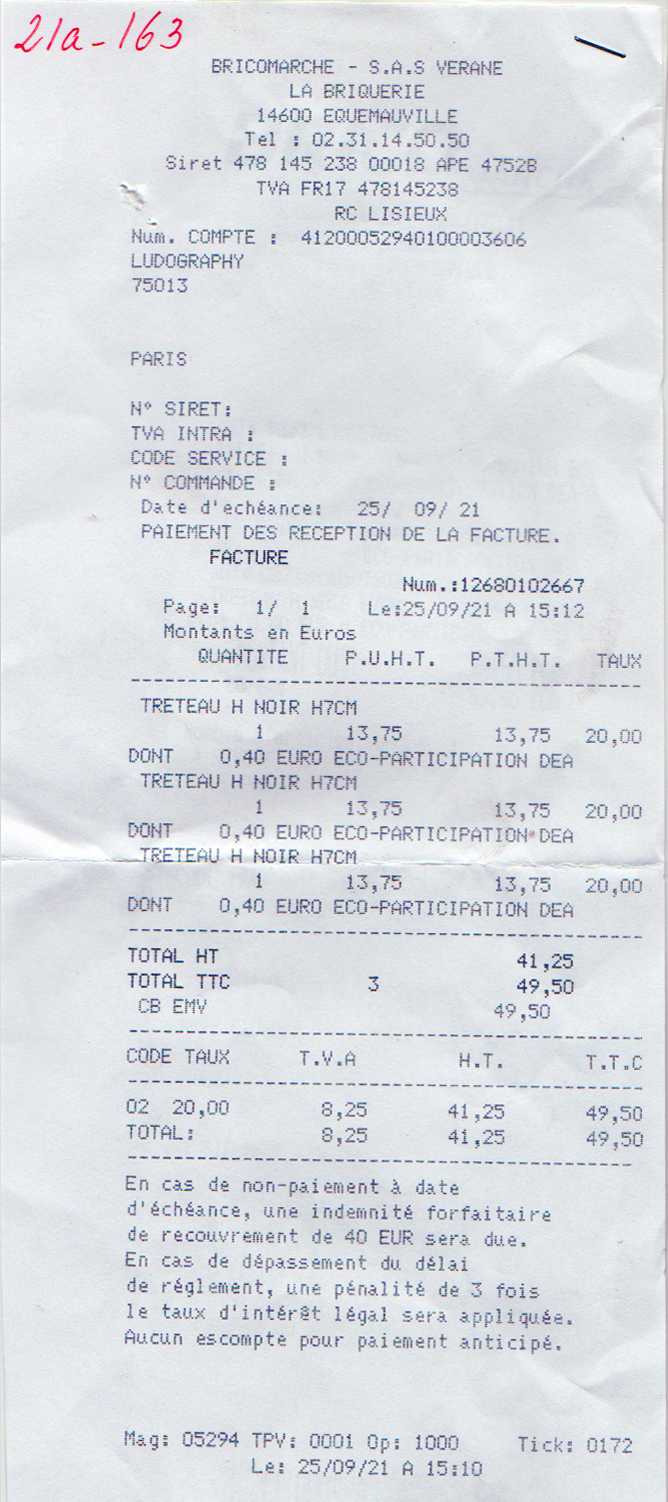 21a-163
BRICOMARCHE - S.A.S VERANE
LA BRIQUERIE
14600 EQUEMAUVILLE
Tel : 02.31.14.50.50
Siret 478 145 238 00018 APE 4752B
TVA FR17 478145238
RC LISIEUX
Num. COMPTE : 41200052940100003606
LUDOGRAPHY
75013
PARIS
N° SIRET:
TVA INTRA :
CODE SERVICE :
N° COMMANDE :
Date d'echéance: 25/ 09/ 21
PAIEMENT DES RECEPTION DE LA FACTURE.
FACTURE
Num.:12680102667
Page: 1/ 1 Le:25/09/21 A 15:12
Montants en Euros
QUANTITE P.U.H.T. P.T.H.T. TAUX
TRETEAU H NOIR H7CM
1 13,75 13,75 20,00
DONT 0,40 EURO ECO-PARTICIPATION DEA
TRETEAU H NOIR H7CM
1 13,75 13,75 20,00
DONT 0,40 EURO ECO-PARTICIPATION DEA
TRETEAU H NOIR H7CM
1 13,75 13,75 20,00
DONT 0,40 EURO ECO-PARTICIPATION DEA
TOTAL HT 41,25
TOTAL TTC 3 49,50
CB EMV 49,50
CODE TAUX T.V.A H.T. T.T.C
02 20,00 8,25 41,25 49,50
TOTAL: 8,25 41,25 49,50
En cas de non-paiement à date
d'échéance, une indemnité forfaitaire
de recouvrement de 40 EUR sera due.
En cas de dépassement du délai
de réglement, une pénalité de 3 fois
le taux d'intérêt légal sera appliquée.
Aucun escompte pour paiement anticipé.
Mag: 05294 TPV: 0001 Op: 1000 Tick: 0172
Le: 25/09/21 A 15:10